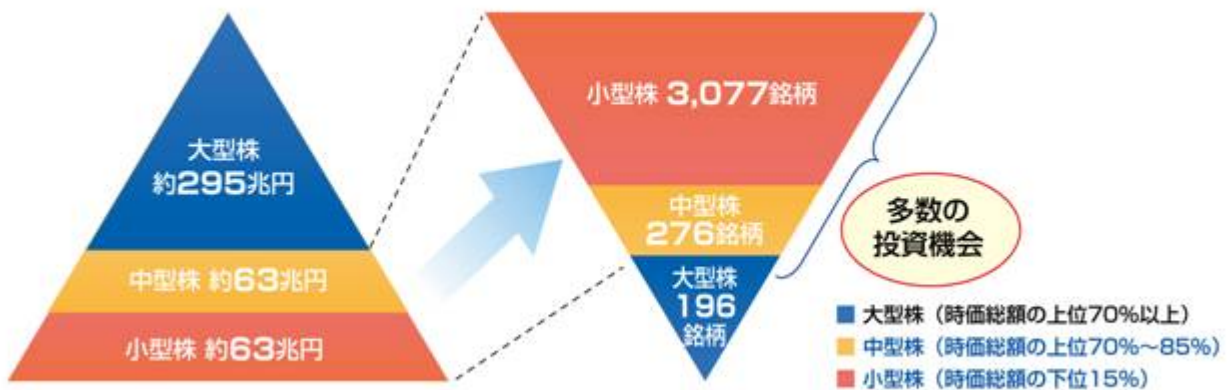 大型株
約295兆円
中型株 約63兆円
小型株 約63兆円
小型株 3,077銘柄
中型株
276銘柄
大型株
196
銘柄
多数の
投資機会
大型株（時価総額の上位70%以上）
中型株（時価総額の上位70%～85%）
小型株（時価総額の下位15%）